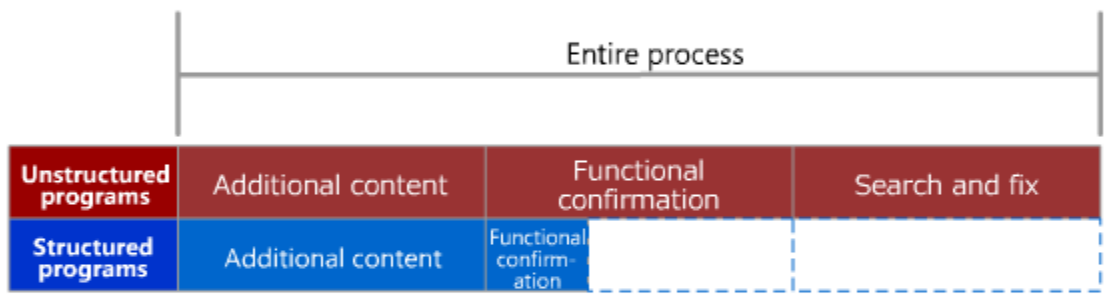 Entire process
Unstructured
programs
Additional content
Functional
confirmation
Search and fix
Structured
programs
Additional content
Functional
confirm-
ation